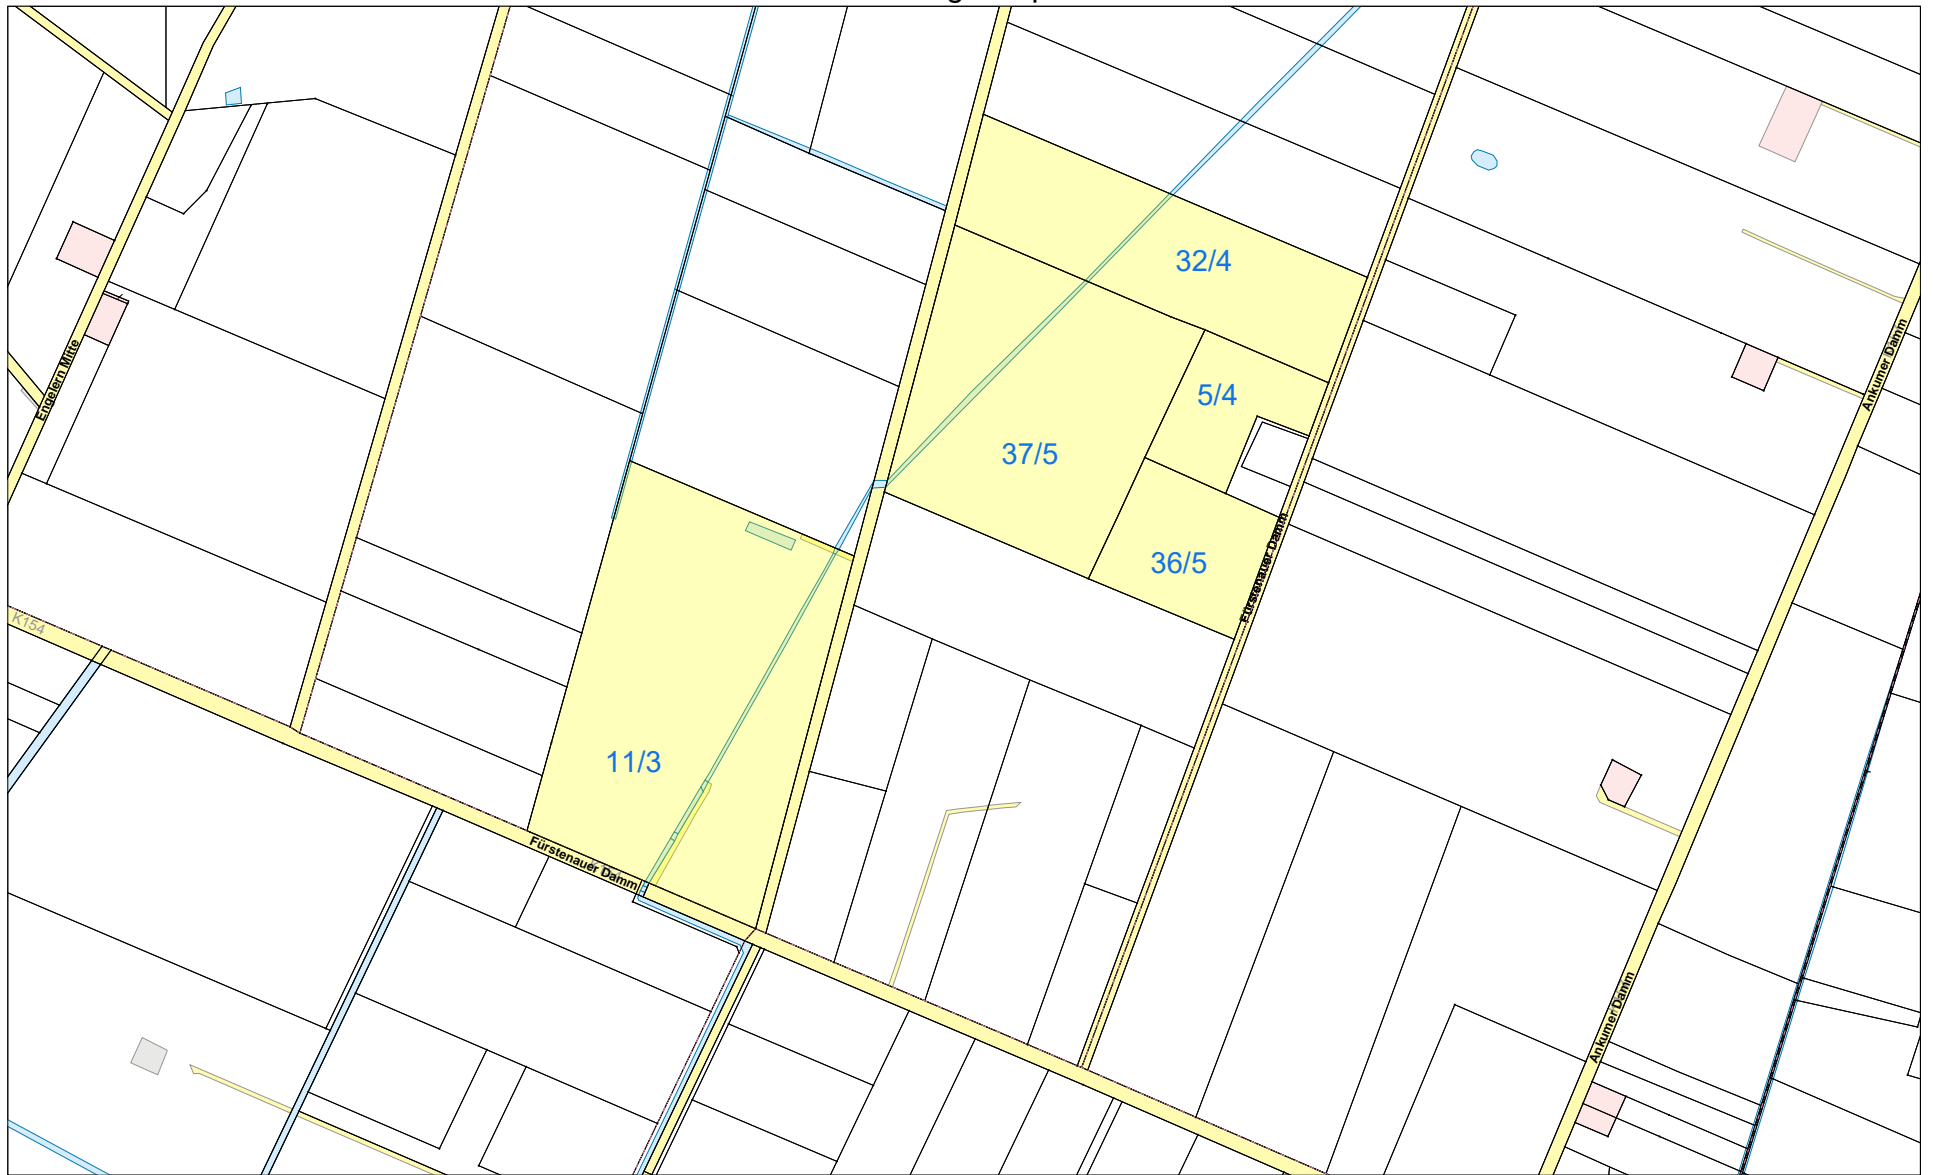 32/4
Engelern Mitte
Ankumer Damm
5/4
37/5
Fürstenauer Damm
36/5
K154
11/3
Fürstenauer Damm
Ankumer Damm